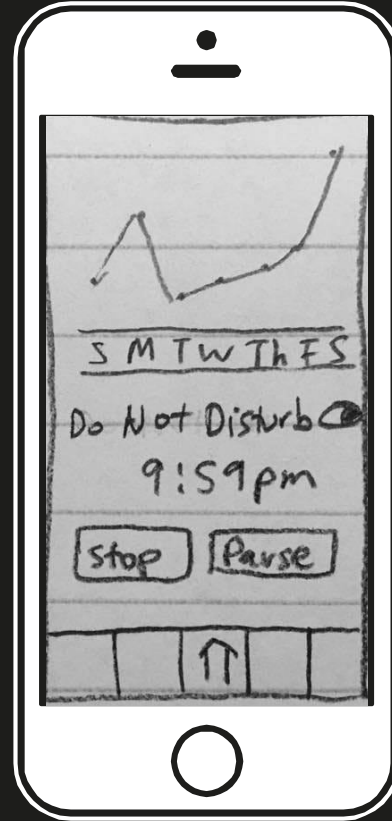 S M T W Th F S
Do Not Disturb
9:59pm
Stop
Pause